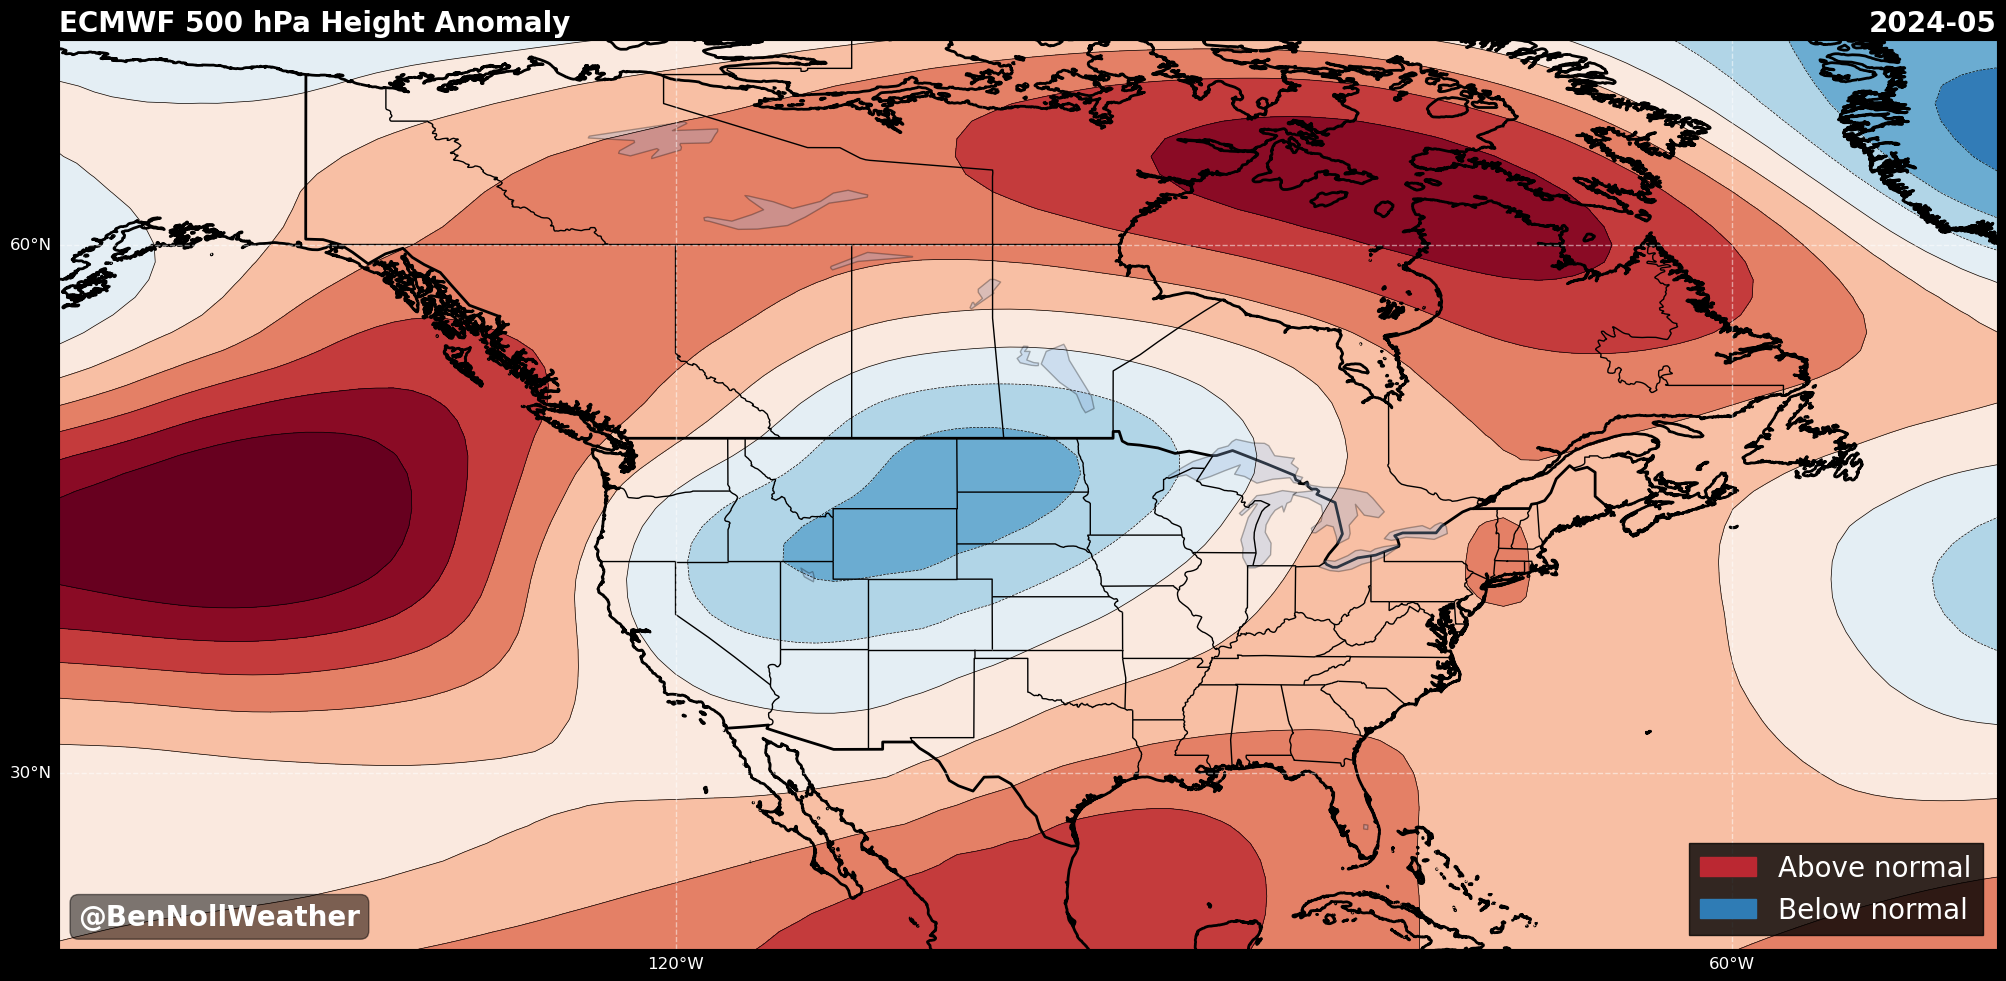 ECMWF 500 hPa Height Anomaly
2024-05
60°N
30°N
@BenNollWeather
Above normal
Below normal
120°W
60°W